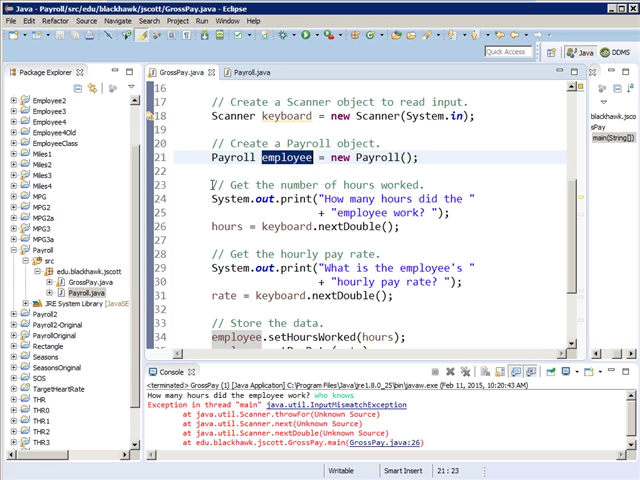 Java - Payroll/src/edu/blackhawk/jscott/GrossPay.java - Eclipse
File Edit Refactor Source Navigate Search Project Run Window Help
Quick Access
Java
DDMS
Package Explorer
Employee2
Employee3
Employee4
Employee4Old
EmployeeClass
Miles1
Miles2
Miles3
Miles4
MPG
MPG2
MPG2a
MPG3
MPG3a
Payroll
src
edu.blackhawk.jscott
GrossPay.java
Payroll.java
JRE System Library [JavaSE
Payroll2
Payroll2-Original
PayrollOriginal
Rectangle
Seasons
SOS
TargetHeartRate
THR
THR0
THR1
THR2
THR3
GrossPay.java
Payroll.java
16
17 // Create a Scanner object to read input.
18 Scanner keyboard = new Scanner(System.in);
19
20 // Create a Payroll object.
21 Payroll employee = new Payroll();
22
23 // Get the number of hours worked.
24 System.out.print("How many hours did the "
25 + "employee work? ");
26 hours = keyboard.nextDouble();
27
28 // Get the hourly pay rate.
29 System.out.print("What is the employee's "
30 + "hourly pay rate? ");
31 rate = keyboard.nextDouble();
32
33 // Store the data.
34 employee.setHoursWorked(hours);
ckhawk.jsc
sPay
main(String[]
Console
<terminated> GrossPay (1) [Java Application] C:\Program Files\Java\jre1.8.0_25\bin\javaw.exe (Feb 11, 2015, 10:20:43 AM)
How many hours did the employee work? who knows
Exception in thread "main" java.util.InputMismatchException
at java.util.Scanner.throwFor(Unknown Source)
at java.util.Scanner.next(Unknown Source)
at java.util.Scanner.nextDouble(Unknown Source)
at edu.blackhawk.jscott.GrossPay.main(GrossPay.java:26)
Writable
Smart Insert
21 : 23